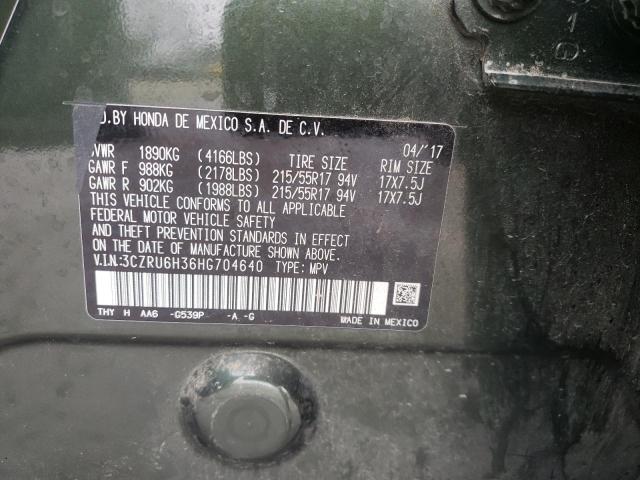 D.BY HONDA DE MEXICO S.A. DE C.V. 04/'17
VWR 1890KG (4166LBS) TIRE SIZE RIM SIZE
GAWR F 988KG (2178LBS) 215/55R17 94V 17X7.5J
GAWR R 902KG (1988LBS) 215/55R17 94V 17X7.5J
THIS VEHICLE CONFORMS TO ALL APPLICABLE
FEDERAL MOTOR VEHICLE SAFETY
AND THEFT PREVENTION STANDARDS IN EFFECT
ON THE DATE OF MANUFACTURE SHOWN ABOVE.
V.I.N.:3CZRU6H36HG704640 TYPE: MPV
THY H AA6 -G539P -A -G MADE IN MEXICO